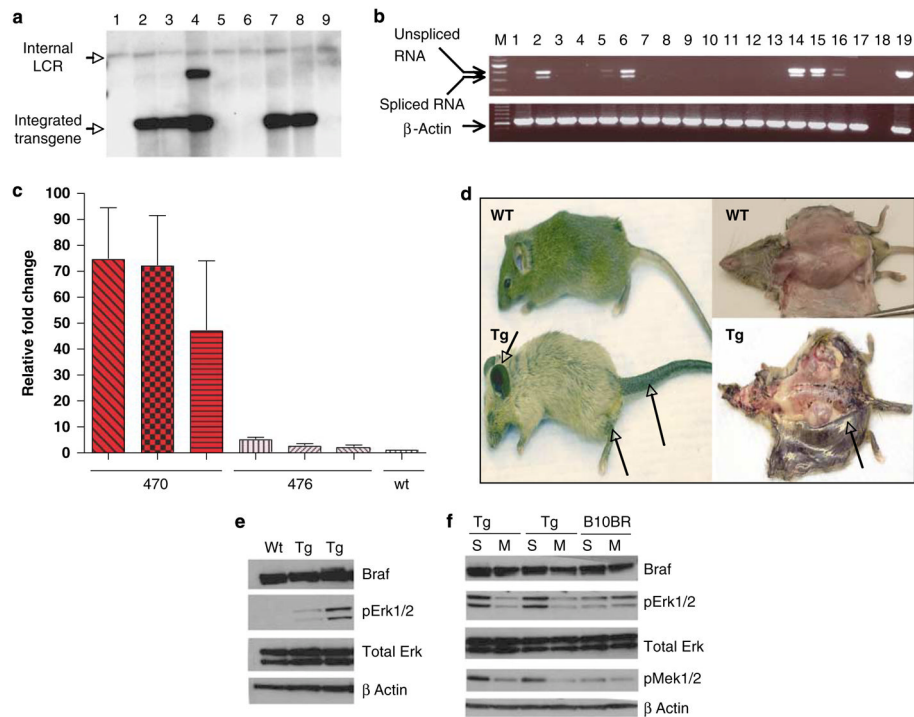 a
1 2 3 4 5 6 7 8 9
Internal
LCR
Integrated
transgene
b
M 1 2 3 4 5 6 7 8 9 10 11 12 13 14 15 16 17 18 19
Unspliced
RNA
Spliced RNA
β-Actin
c
Relative fold change
100
90
80
70
60
50
40
30
20
10
0
470 476 wt
d
WT
Tg
WT
Tg
e
Wt Tg Tg
Braf
pErk1/2
Total Erk
β Actin
f
Tg Tg B10BR
S M S M S M
Braf
pErk1/2
Total Erk
pMek1/2
β Actin